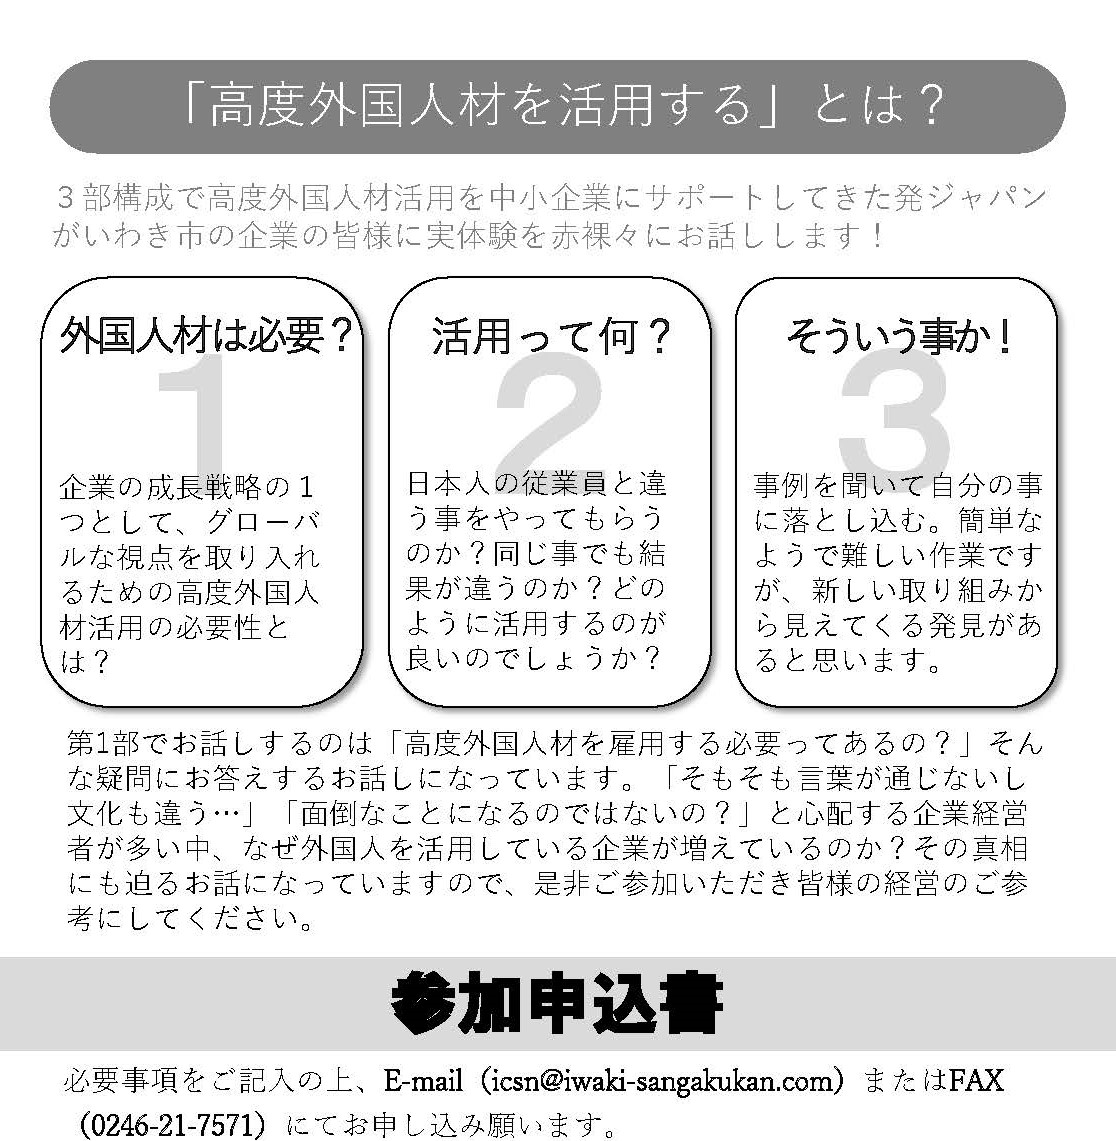 「高度外国人材を活用する」とは？
３部構成で高度外国人材活用を中小企業にサポートしてきた発ジャパン
がいわき市の企業の皆様に実体験を赤裸々にお話しします！
外国人材は必要？
1
企業の成長戦略の１
つとして、グローバ
ルな視点を取り入れ
るための高度外国人
材活用の必要性と
は？
活用って何？
2
日本人の従業員と違
う事をやってもらう
のか？同じ事でも結
果が違うのか？どの
ように活用するのが
良いのでしょうか？
そういう事か！
3
事例を聞いて自分の事
に落とし込む。簡単な
ようで難しい作業です
が、新しい取り組みか
ら見えてくる発見があ
ると思います。
第1部でお話しするのは「高度外国人材を雇用する必要ってあるの？」そん
な疑問にお答えするお話しになっています。「そもそも言葉が通じないし
文化も違う…」「面倒なことになるのではないの？」と心配する企業経営
者が多い中、なぜ外国人を活用している企業が増えているのか？その真相
にも迫るお話になっていますので、是非ご参加いただき皆様の経営のご参
考にしてください。
参加申込書
必要事項をご記入の上、E-mail（icsn@iwaki-sangakukan.com）またはFAX
（0246-21-7571）にてお申し込み願います。